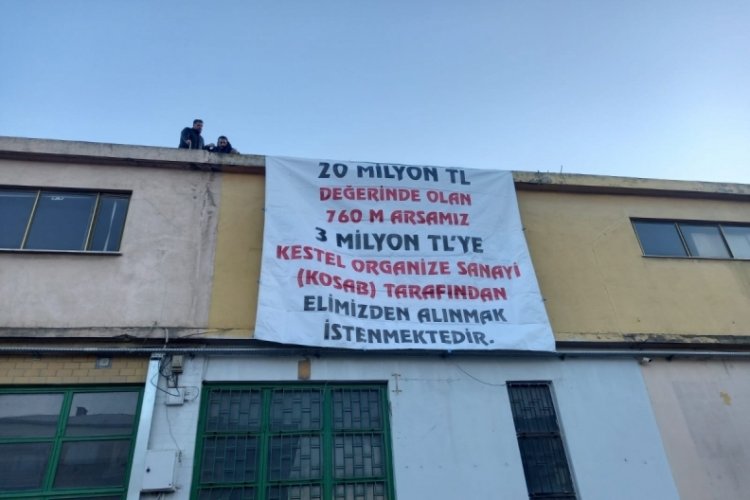 20 MİLYON TL
DEĞERİNDE OLAN
760 M ARSAMIZ
3 MİLYON TL'YE
KESTEL ORGANİZE SANAYİ
(KOSAB) TARAFINDAN
ELİMİZDEN ALINMAK
İSTENMEKTEDİR.